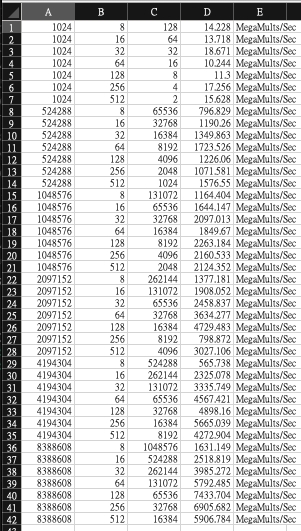 A B C D E
1 1024 8 128 14.228 MegaMults/Sec
2 1024 16 64 13.718 MegaMults/Sec
3 1024 32 32 18.671 MegaMults/Sec
4 1024 64 16 10.244 MegaMults/Sec
5 1024 128 8 11.3 MegaMults/Sec
6 1024 256 4 17.256 MegaMults/Sec
7 1024 512 2 15.628 MegaMults/Sec
8 524288 8 65536 796.829 MegaMults/Sec
9 524288 16 32768 1190.26 MegaMults/Sec
10 524288 32 16384 1349.863 MegaMults/Sec
11 524288 64 8192 1723.526 MegaMults/Sec
12 524288 128 4096 1226.06 MegaMults/Sec
13 524288 256 2048 1071.581 MegaMults/Sec
14 524288 512 1024 1576.55 MegaMults/Sec
15 1048576 8 131072 1164.404 MegaMults/Sec
16 1048576 16 65536 1644.147 MegaMults/Sec
17 1048576 32 32768 2097.013 MegaMults/Sec
18 1048576 64 16384 1849.67 MegaMults/Sec
19 1048576 128 8192 2263.184 MegaMults/Sec
20 1048576 256 4096 2160.533 MegaMults/Sec
21 1048576 512 2048 2124.352 MegaMults/Sec
22 2097152 8 262144 1377.181 MegaMults/Sec
23 2097152 16 131072 1908.052 MegaMults/Sec
24 2097152 32 65536 2458.837 MegaMults/Sec
25 2097152 64 32768 3634.277 MegaMults/Sec
26 2097152 128 16384 4729.483 MegaMults/Sec
27 2097152 256 8192 798.872 MegaMults/Sec
28 2097152 512 4096 3027.106 MegaMults/Sec
29 4194304 8 524288 565.738 MegaMults/Sec
30 4194304 16 262144 2325.078 MegaMults/Sec
31 4194304 32 131072 3335.749 MegaMults/Sec
32 4194304 64 65536 4567.421 MegaMults/Sec
33 4194304 128 32768 4898.16 MegaMults/Sec
34 4194304 256 16384 5665.039 MegaMults/Sec
35 4194304 512 8192 4272.904 MegaMults/Sec
36 8388608 8 1048576 1631.149 MegaMults/Sec
37 8388608 16 524288 2518.819 MegaMults/Sec
38 8388608 32 262144 3985.272 MegaMults/Sec
39 8388608 64 131072 5792.485 MegaMults/Sec
40 8388608 128 65536 7433.704 MegaMults/Sec
41 8388608 256 32768 6905.682 MegaMults/Sec
42 8388608 512 16384 5906.784 MegaMults/Sec